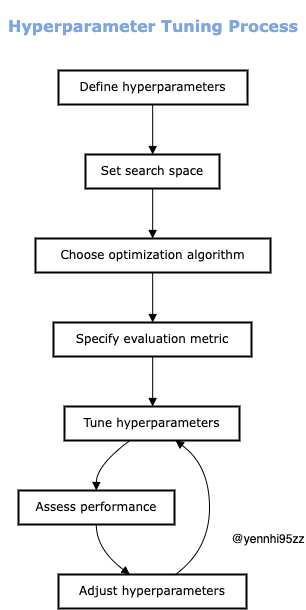 Hyperparameter Tuning Process
Define hyperparameters
Set search space
Choose optimization algorithm
Specify evaluation metric
Tune hyperparameters
Assess performance
@yennhi95zz
Adjust hyperparameters